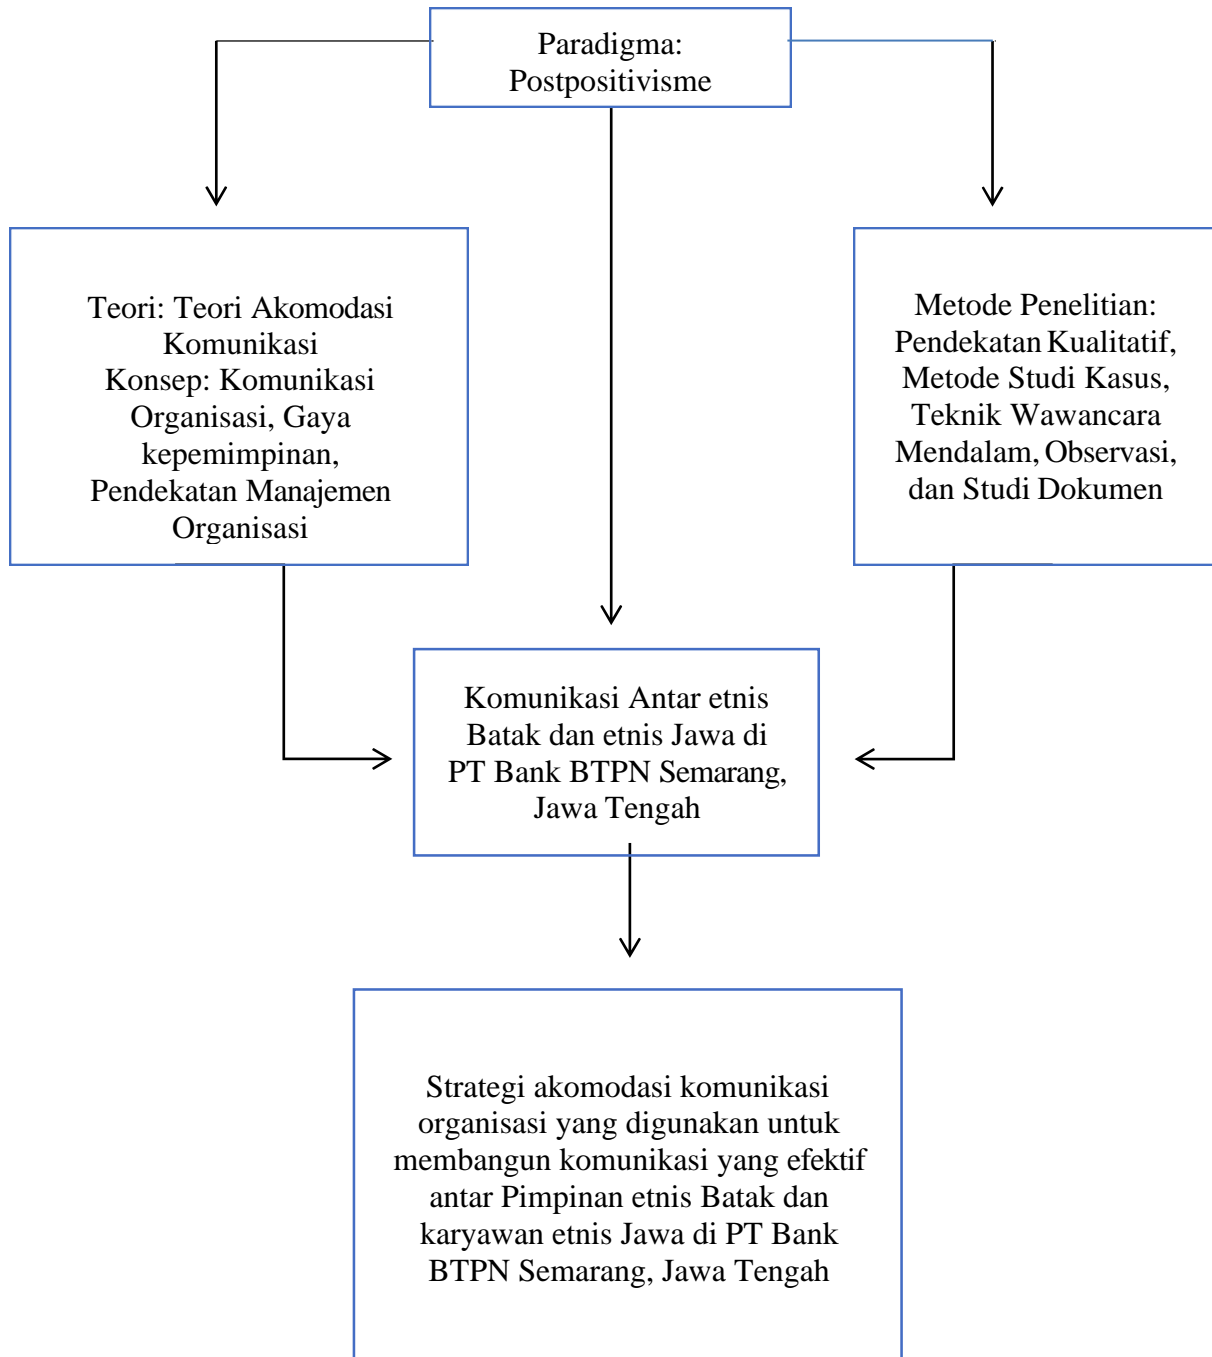 Paradigma:
Postpositivisme
Teori: Teori Akomodasi
Komunikasi
Konsep: Komunikasi
Organisasi, Gaya
kepemimpinan,
Pendekatan Manajemen
Organisasi
Metode Penelitian:
Pendekatan Kualitatif,
Metode Studi Kasus,
Teknik Wawancara
Mendalam, Observasi,
dan Studi Dokumen
Komunikasi Antar etnis
Batak dan etnis Jawa di
PT Bank BTPN Semarang,
Jawa Tengah
Strategi akomodasi komunikasi
organisasi yang digunakan untuk
membangun komunikasi yang efektif
antar Pimpinan etnis Batak dan
karyawan etnis Jawa di PT Bank
BTPN Semarang, Jawa Tengah